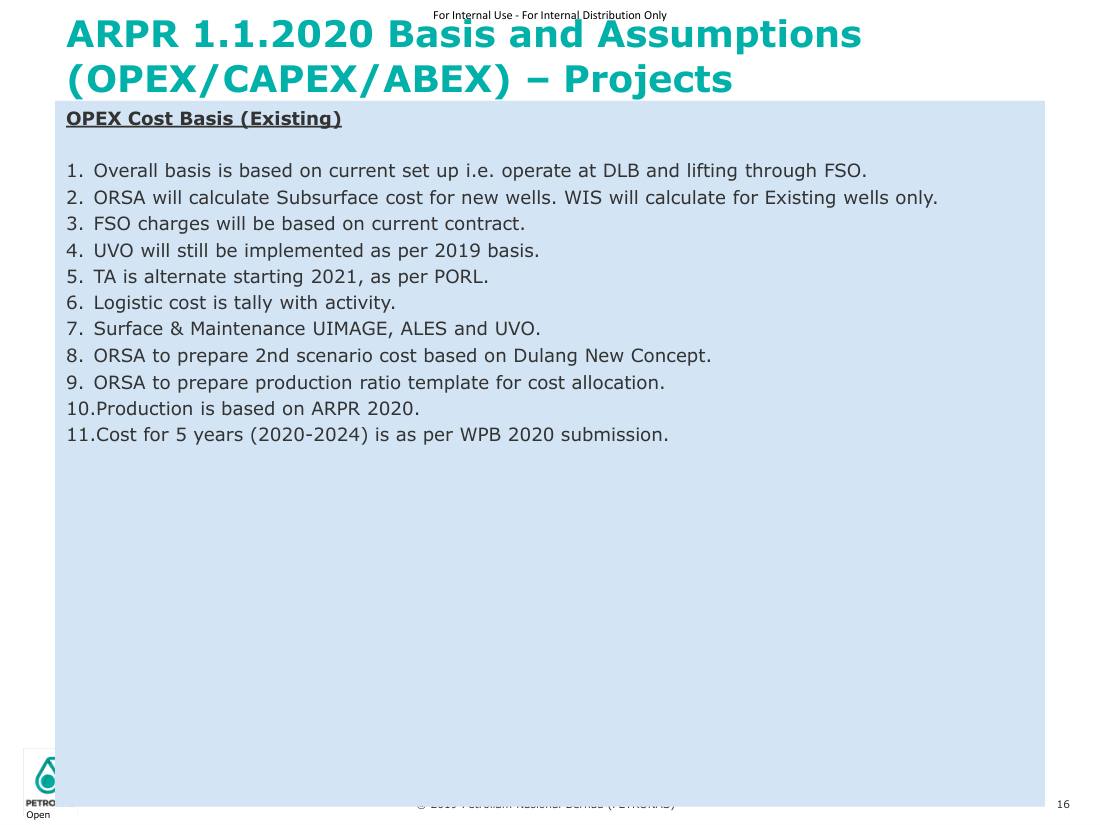 For Internal Use - For Internal Distribution Only
ARPR 1.1.2020 Basis and Assumptions
(OPEX/CAPEX/ABEX) – Projects
OPEX Cost Basis (Existing)
1. Overall basis is based on current set up i.e. operate at DLB and lifting through FSO.
2. ORSA will calculate Subsurface cost for new wells. WIS will calculate for Existing wells only.
3. FSO charges will be based on current contract.
4. UVO will still be implemented as per 2019 basis.
5. TA is alternate starting 2021, as per PORL.
6. Logistic cost is tally with activity.
7. Surface & Maintenance UIMAGE, ALES and UVO.
8. ORSA to prepare 2nd scenario cost based on Dulang New Concept.
9. ORSA to prepare production ratio template for cost allocation.
10.Production is based on ARPR 2020.
11.Cost for 5 years (2020-2024) is as per WPB 2020 submission.
PETRO
Open
16